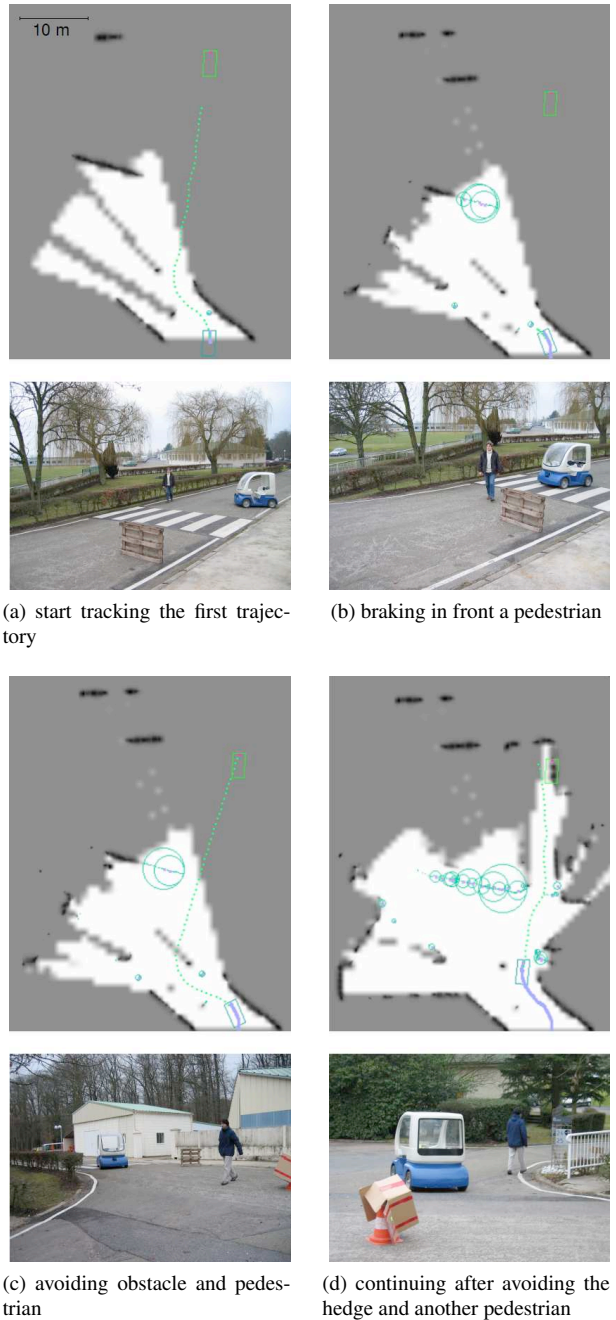 10 m
(a) start tracking the first trajec-
tory
(b) braking in front a pedestrian
(c) avoiding obstacle and pedes-
trian
(d) continuing after avoiding the
hedge and another pedestrian